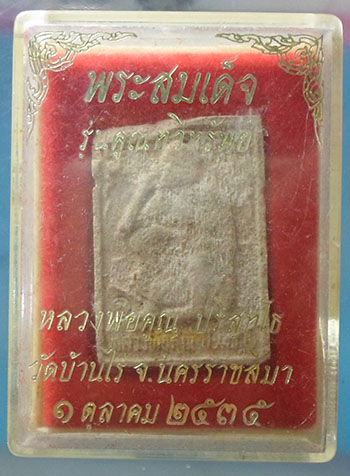 พระสมเด็จ
รุ่นคูณทวีทรัพย์
หลวงพ่อคูณ ปริสุทโธ
วัดบ้านไร่ จ.นครราชสีมา
๑ ตุลาคม ๒๕๓๕